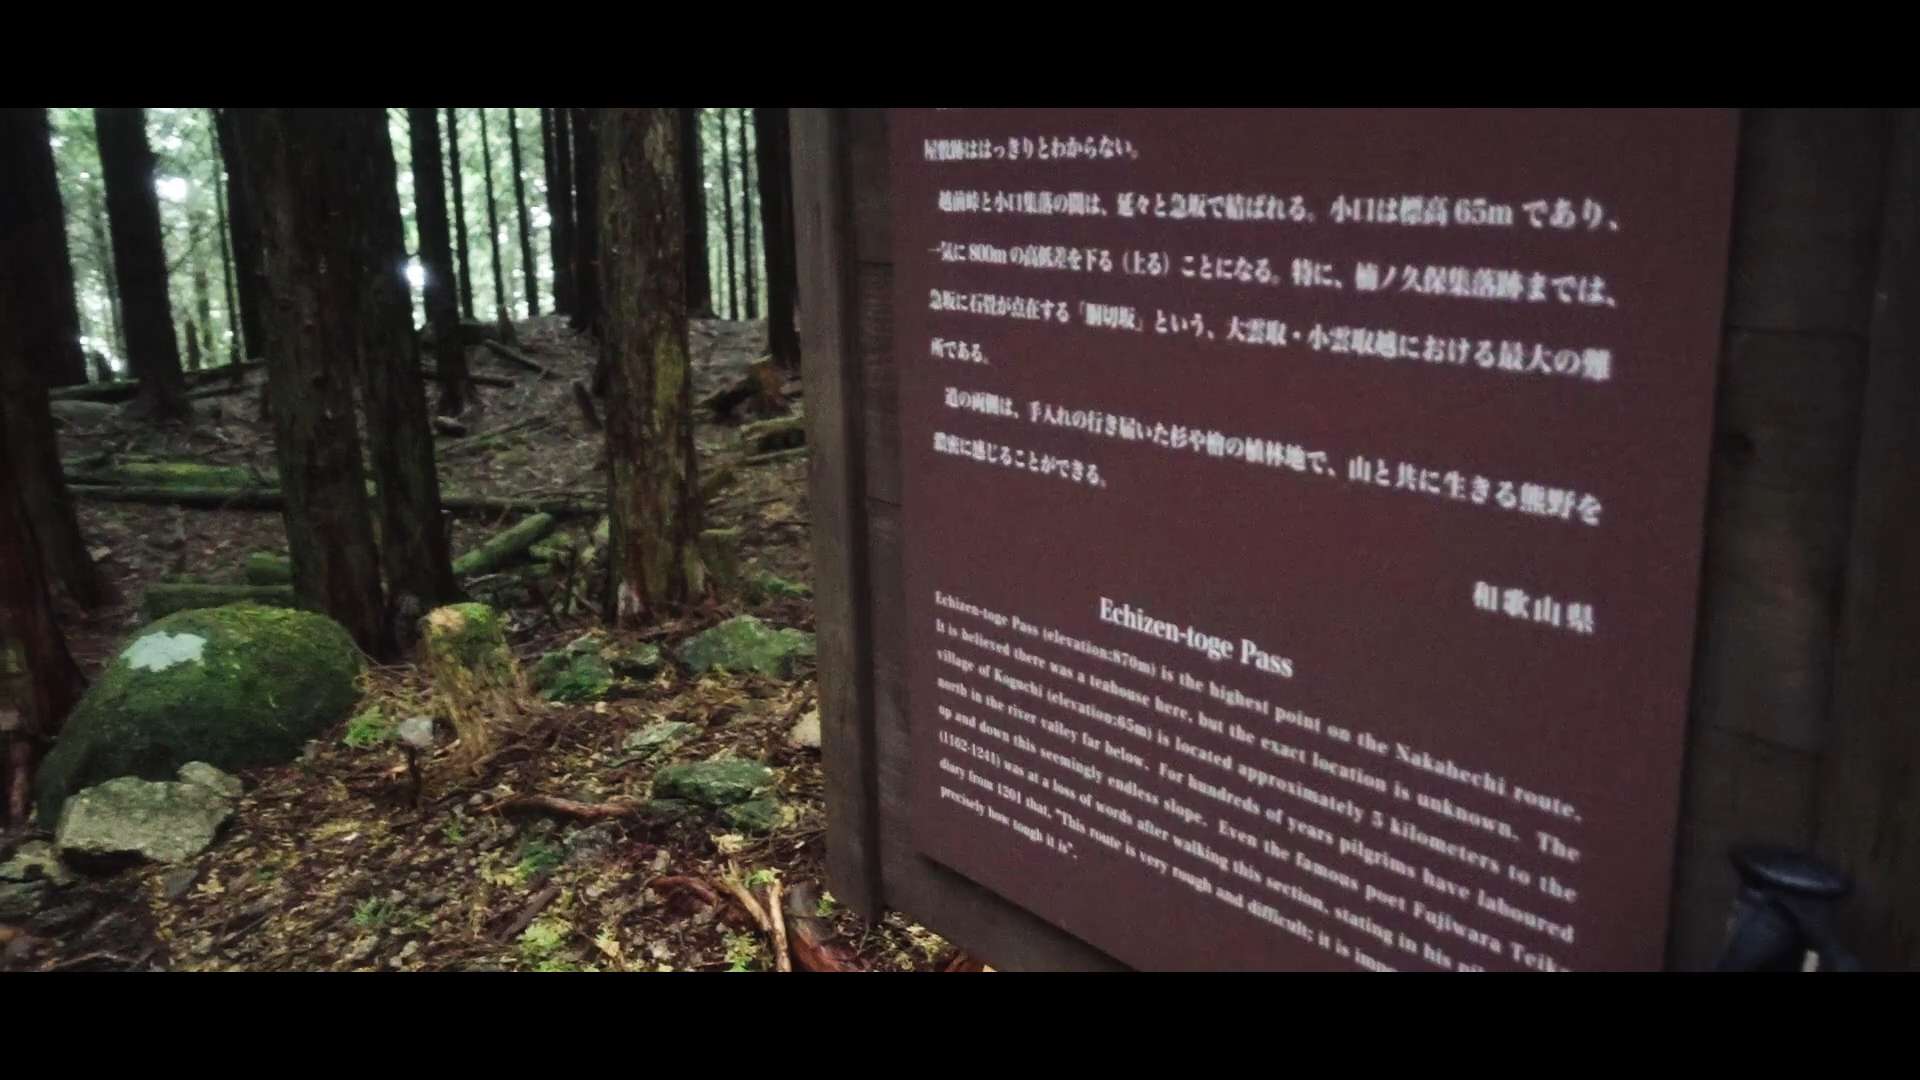 屋敷跡ははっきりとわからない。
越前峠と小口集落の間は、延々と急坂で結ばれる。小口は標高65mであり、
一気に800mの高低差を下る（上る）ことになる。特に、楠ノ久保集落跡までは、
急坂に石畳が点在する「胴切坂」という、大雲取・小雲取越における最大の難
所である。
道の両側は、手入れの行き届いた杉や檜の植林地で、山と共に生きる熊野を
濃密に感じることができる。
和歌山県
Echizen-toge Pass
Echizen-toge Pass (elevation:870m) is the highest point on the Nakahechi route.
It is believed there was a teahouse here, but the exact location is unknown. The
village of Koguchi (elevation:65m) is located approximately 5 kilometers to the
north in the river valley far below. For hundreds of years pilgrims have laboured
up and down this seemingly endless slope. Even the famous poet Fujiwara Teika
(1162-1241) was at a loss of words after walking this section, stating in his
diary from 1201 that, "This route is very rough and difficult; it is
precisely how tough it is".